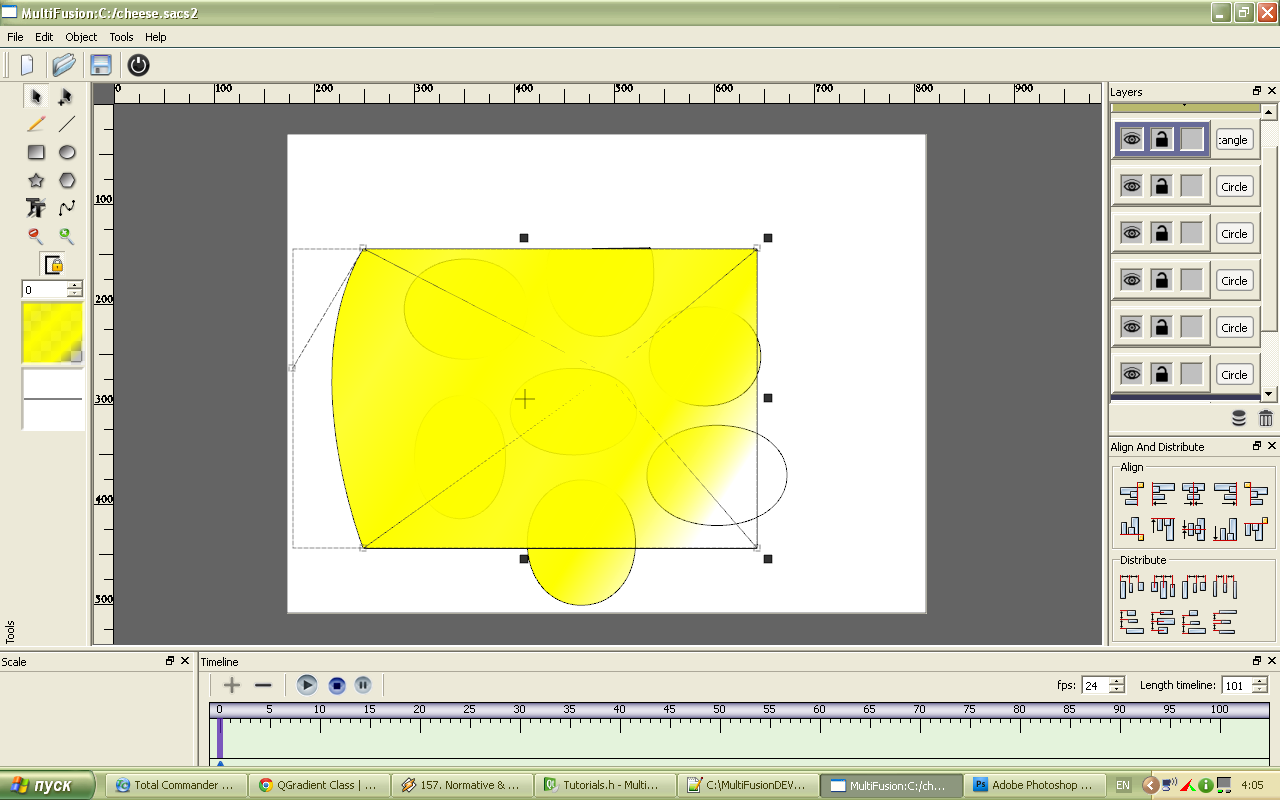 MultiFusion:C:/cheese.sacs2
File Edit Object Tools Help
0 100 200 300 400 500 600 700 800 900
Layers
100
200
300
400
500
:angle
Circle
Circle
Circle
Circle
Circle
0
Align And Distribute
Align
Distribute
Tools
Scale
Timeline
fps: 24 Length timeline: 101
0 5 10 15 20 25 30 35 40 45 50 55 60 65 70 75 80 85 90 95 100
пуск
Total Commander ...
QGradient Class | ...
157. Normative & ...
Tutorials.h - Multi...
C:\MultiFusionDEV...
MultiFusion:C:/ch...
Adobe Photoshop ...
EN
4:05